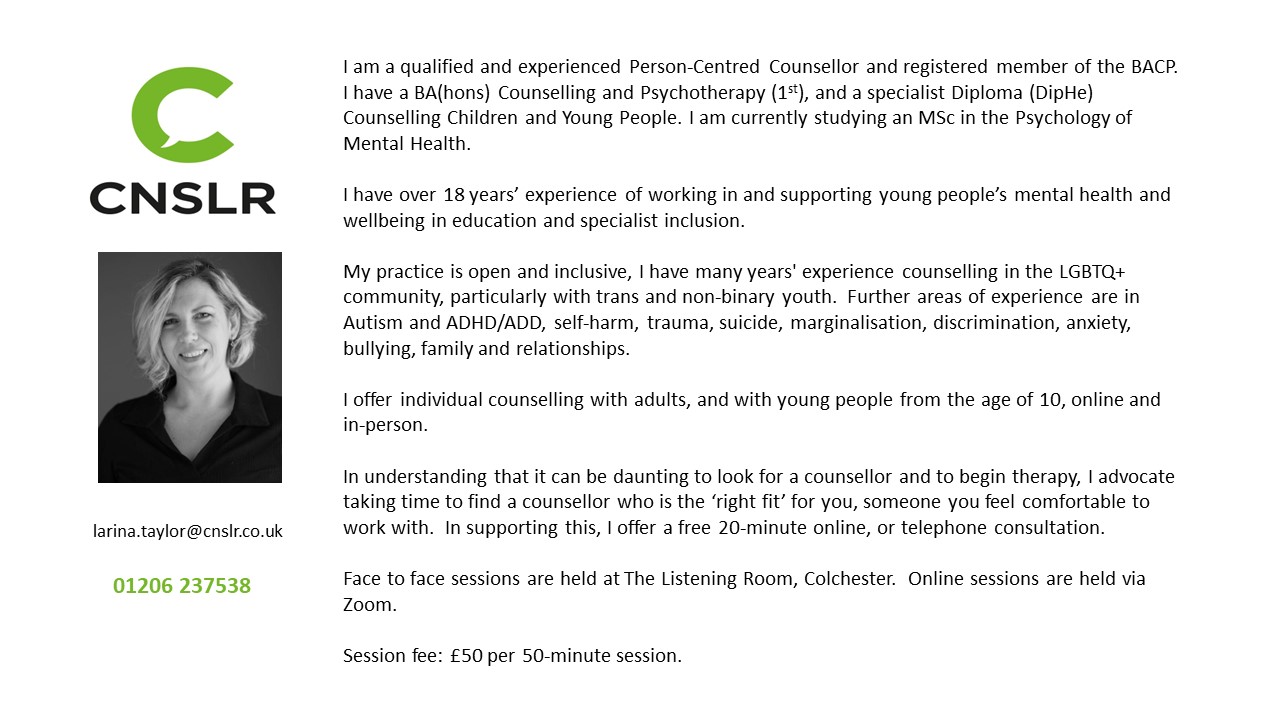 CNSLR
larina.taylor@cnslr.co.uk
01206 237538
I am a qualified and experienced Person-Centred Counsellor and registered member of the BACP.
I have a BA(hons) Counselling and Psychotherapy (1st), and a specialist Diploma (DipHe)
Counselling Children and Young People. I am currently studying an MSc in the Psychology of
Mental Health.
I have over 18 years’ experience of working in and supporting young people’s mental health and
wellbeing in education and specialist inclusion.
My practice is open and inclusive, I have many years' experience counselling in the LGBTQ+
community, particularly with trans and non-binary youth. Further areas of experience are in
Autism and ADHD/ADD, self-harm, trauma, suicide, marginalisation, discrimination, anxiety,
bullying, family and relationships.
I offer individual counselling with adults, and with young people from the age of 10, online and
in-person.
In understanding that it can be daunting to look for a counsellor and to begin therapy, I advocate
taking time to find a counsellor who is the ‘right fit’ for you, someone you feel comfortable to
work with. In supporting this, I offer a free 20-minute online, or telephone consultation.
Face to face sessions are held at The Listening Room, Colchester. Online sessions are held via
Zoom.
Session fee: £50 per 50-minute session.